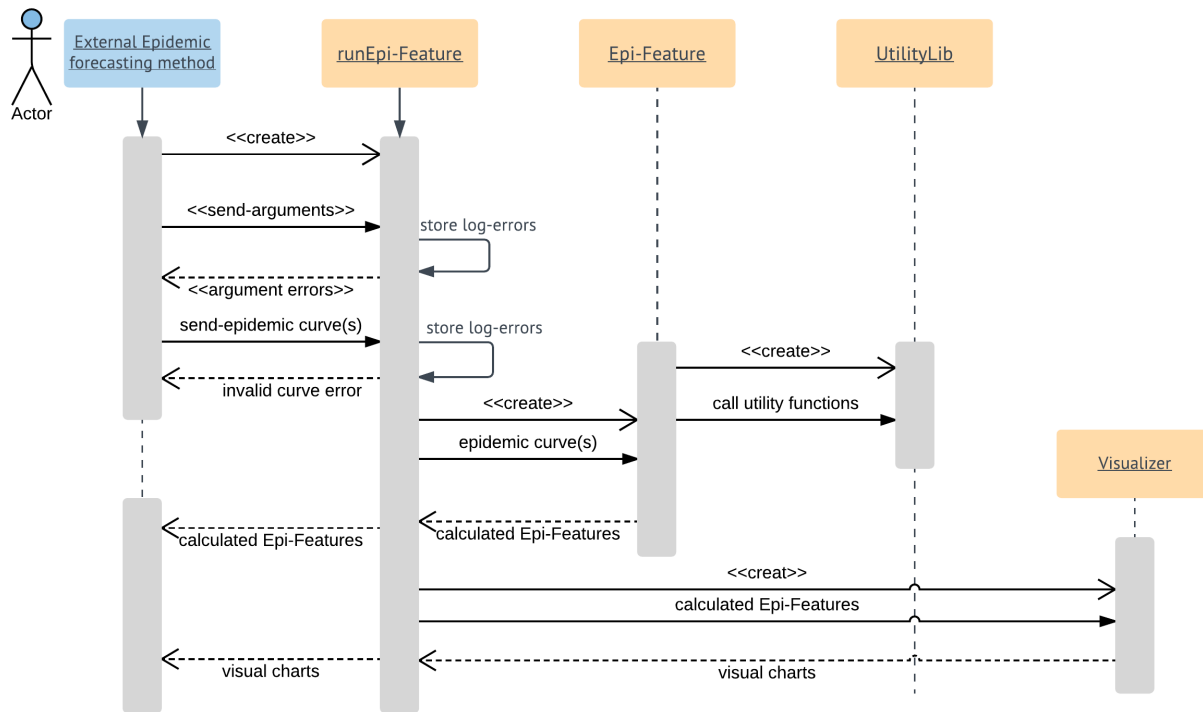 External Epidemic
forecasting method
runEpi-Feature
Epi-Feature
UtilityLib
Actor
<<create>>
<<send-arguments>>
store log-errors
<<argument errors>>
send-epidemic curve(s)
store log-errors
<<create>>
invalid curve error
<<create>>
call utility functions
epidemic curve(s)
Visualizer
calculated Epi-Features
calculated Epi-Features
<<creat>>
calculated Epi-Features
visual charts
visual charts